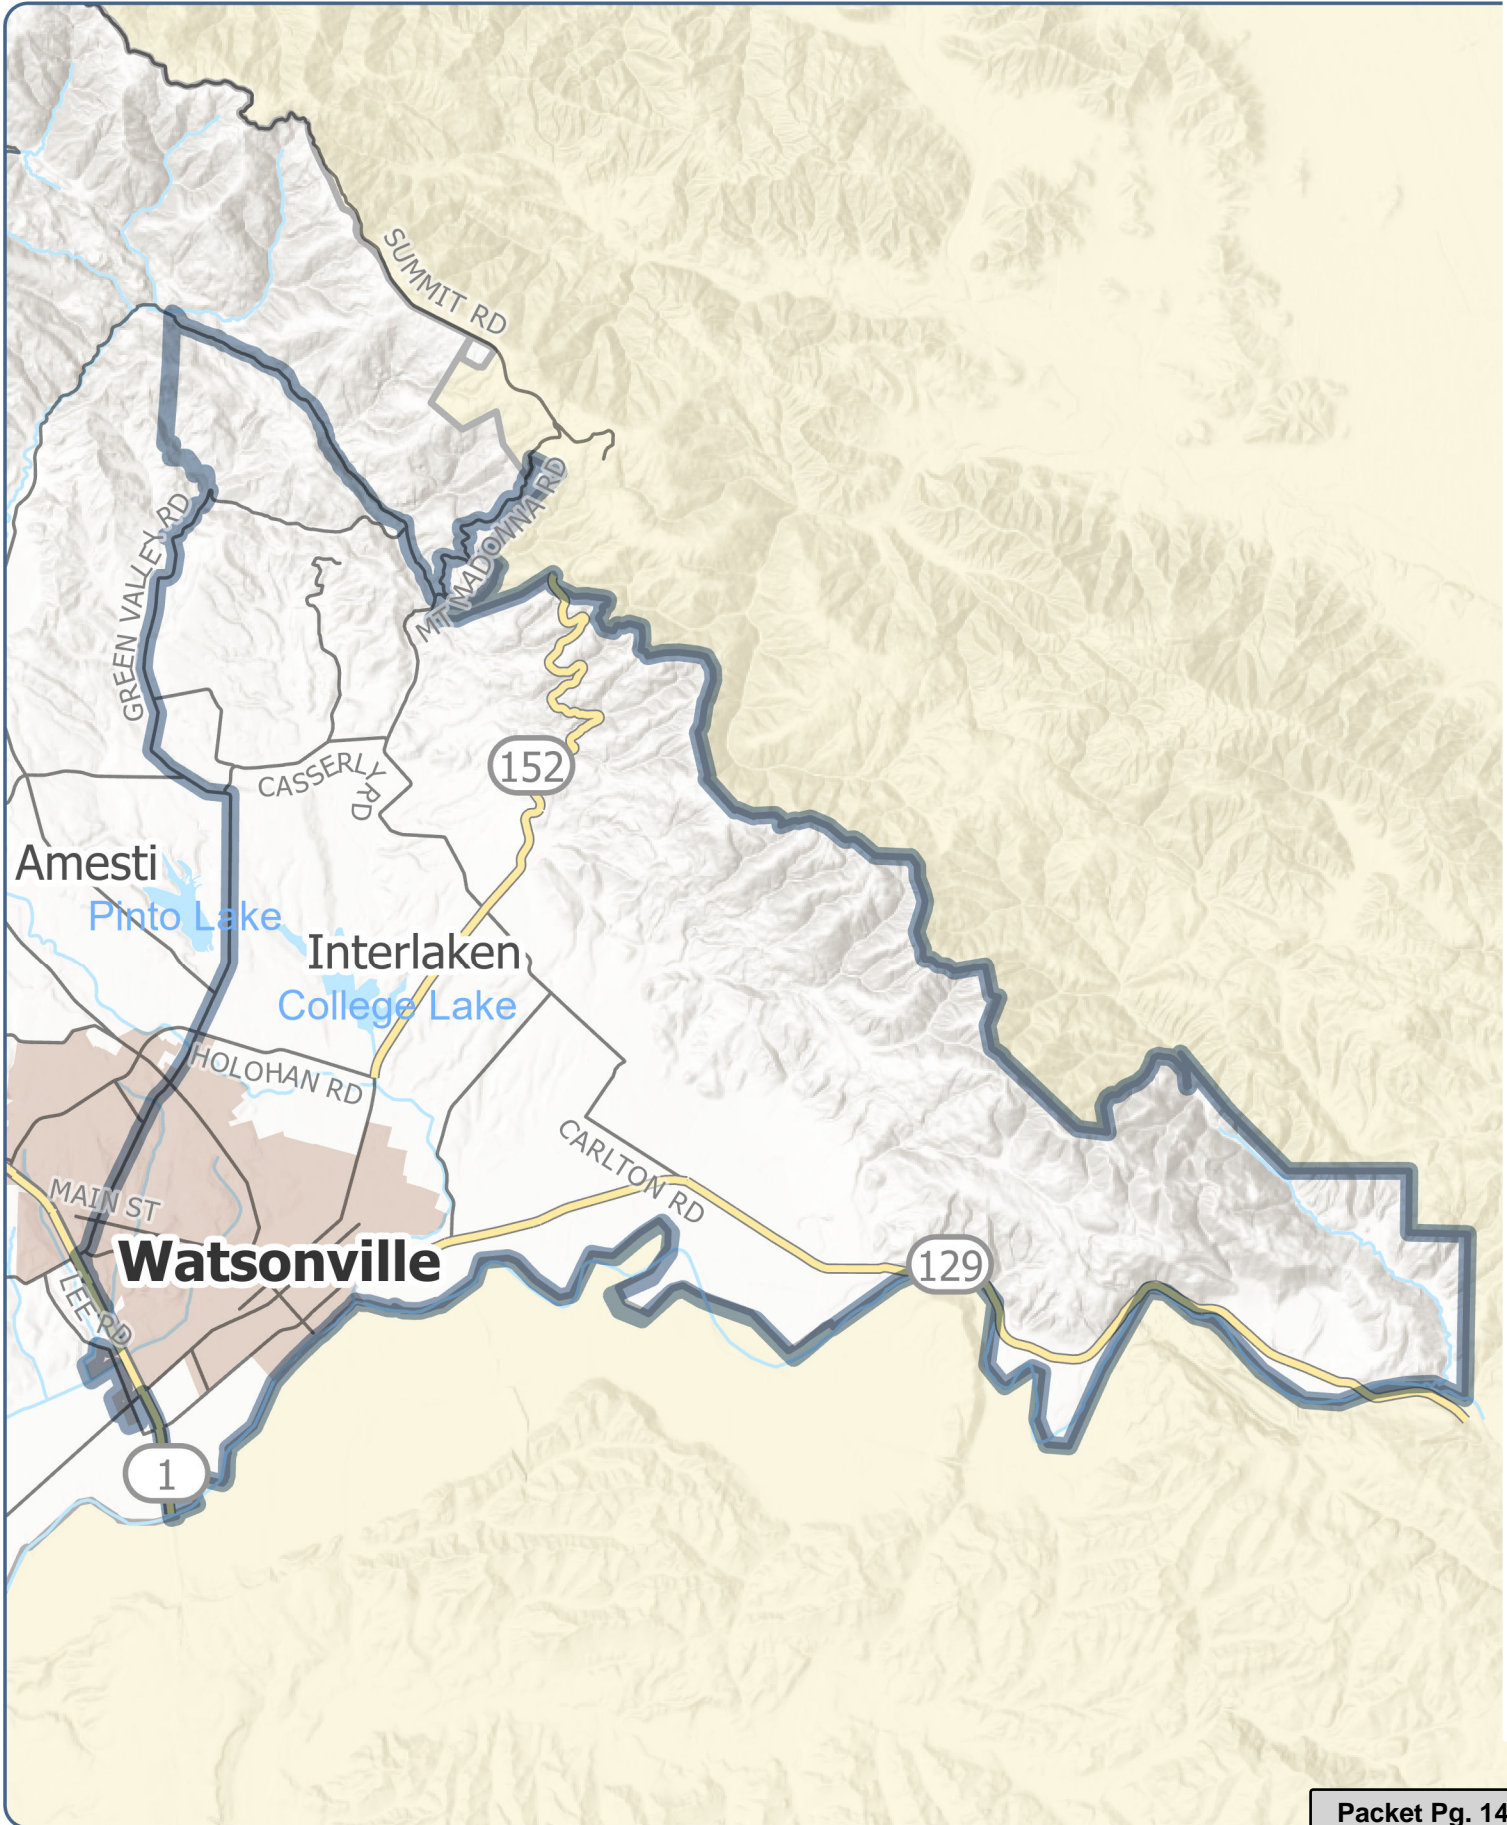 SUMMIT RD
MT MADONNA RD
GREEN VALLEY RD
152
CASSERLY RD
Amesti
Pinto Lake
Interlaken
College Lake
HOLOHAN RD
CARLTON RD
MAIN ST
Watsonville
129
LEE RD
1
Packet Pg. 14